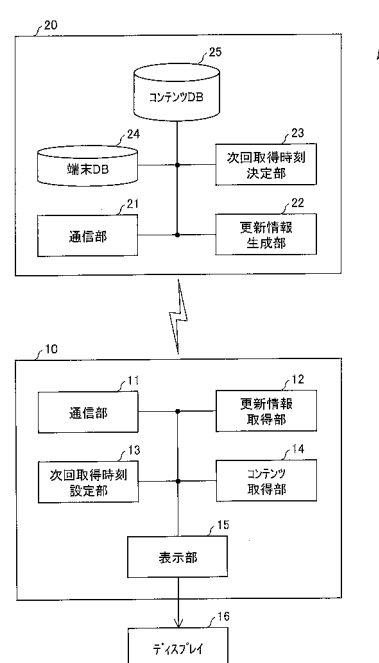 20
25
コンテンツDB
24
端末DB
23
次回取得時刻
決定部
21
通信部
22
更新情報
生成部
10
11
通信部
12
更新情報
取得部
13
次回取得時刻
設定部
14
コンテンツ
取得部
15
表示部
16
ディスプレイ